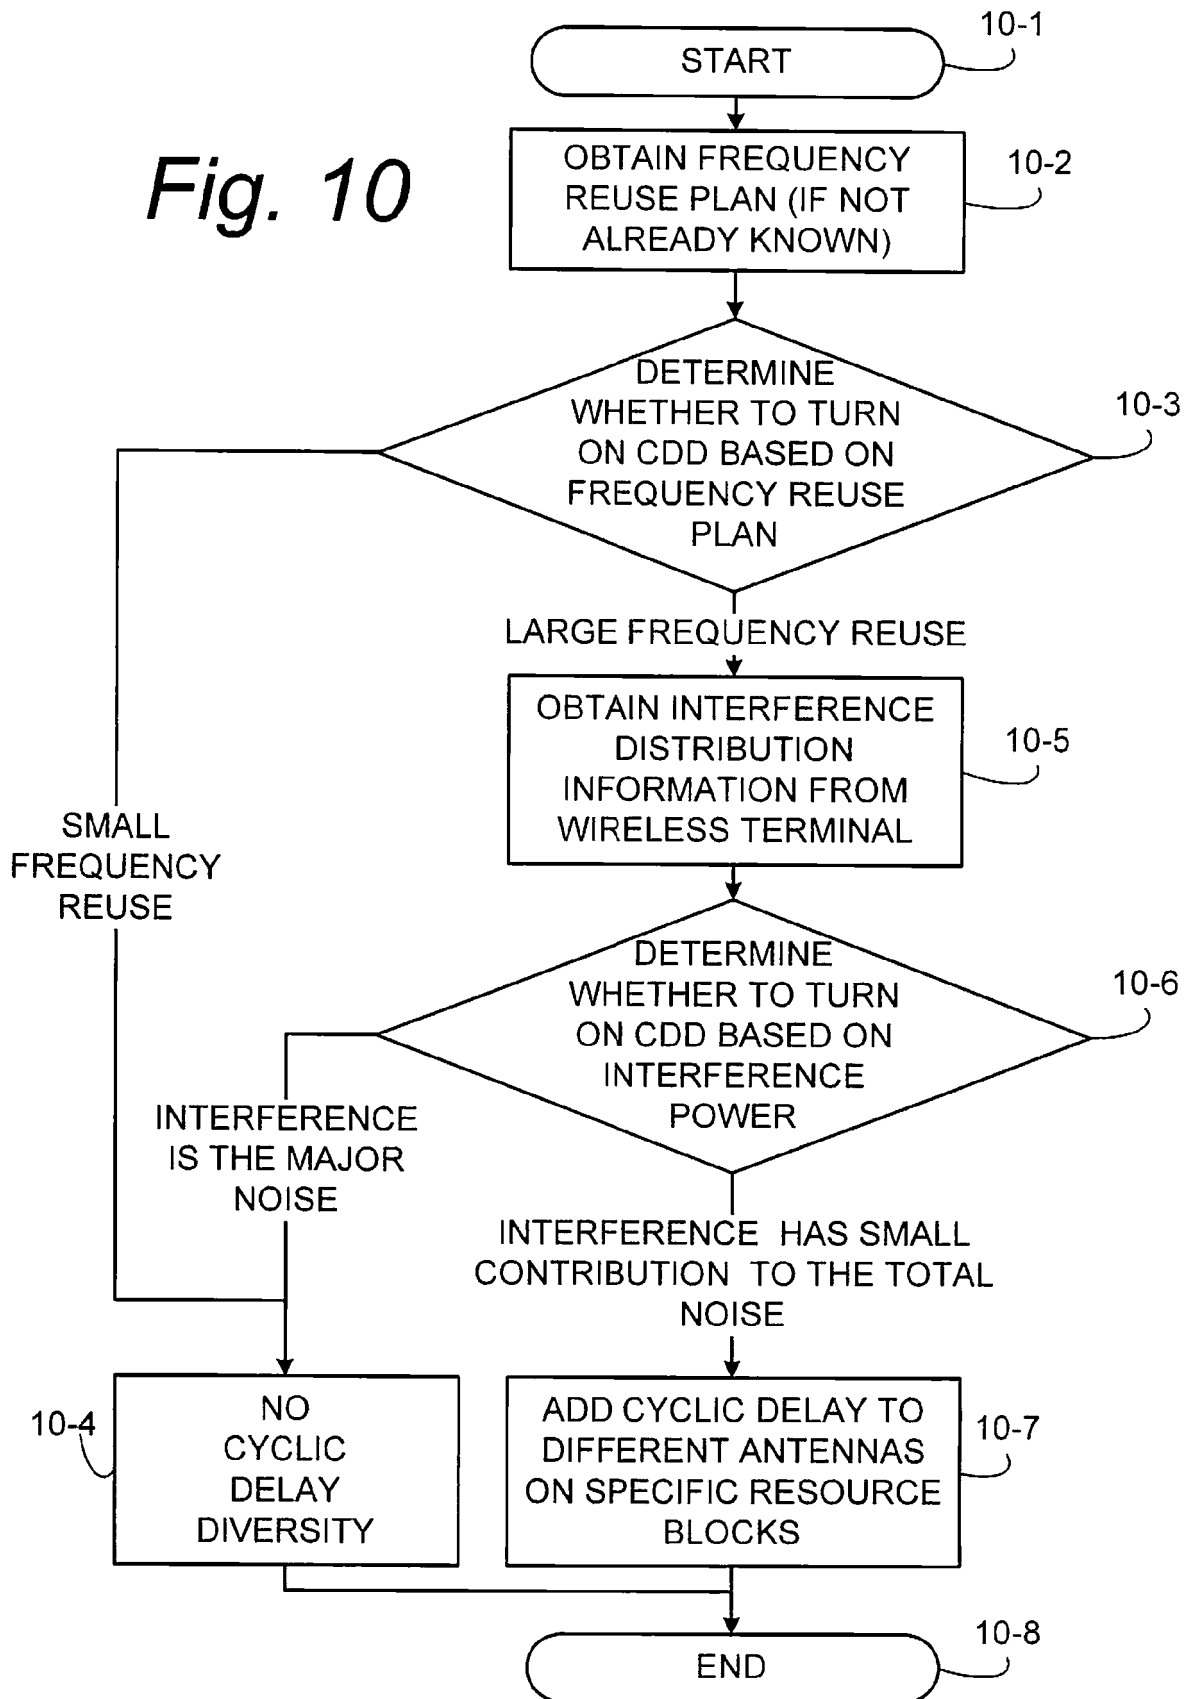 10-1
START
Fig. 10
OBTAIN FREQUENCY
REUSE PLAN (IF NOT
ALREADY KNOWN)
10-2
DETERMINE
WHETHER TO TURN
ON CDD BASED ON
FREQUENCY REUSE
PLAN
10-3
LARGE FREQUENCY REUSE
OBTAIN INTERFERENCE
DISTRIBUTION
INFORMATION FROM
WIRELESS TERMINAL
10-5
SMALL
FREQUENCY
REUSE
DETERMINE
WHETHER TO TURN
ON CDD BASED ON
INTERFERENCE
POWER
10-6
INTERFERENCE
IS THE MAJOR
NOISE
INTERFERENCE HAS SMALL
CONTRIBUTION TO THE TOTAL
NOISE
10-4
NO
CYCLIC
DELAY
DIVERSITY
ADD CYCLIC DELAY TO
DIFFERENT ANTENNAS
ON SPECIFIC RESOURCE
BLOCKS
10-7
END
10-8